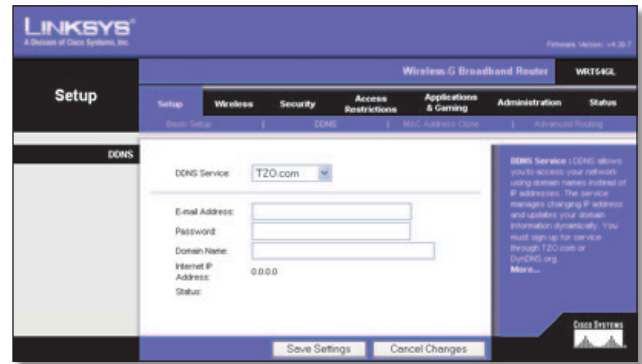 LINKSYS®
A Division of Cisco Systems, Inc.
Firmware Version: v4.30.7
Wireless-G Broadband Router WRT54GL
Setup
Setup Wireless Security Access Restrictions Applications & Gaming Administration Status
Basic Setup | DDNS | MAC Address Clone | Advanced Routing
DDNS
DDNS Service: TZO.com
E-mail Address:
Password:
Domain Name:
Internet IP
Address: 0.0.0.0
Status:
DDNS Service : DDNS allows
you to access your network
using domain names instead of
IP addresses. The service
manages changing IP address
and updates your domain
information dynamically. You
must sign up for service
through TZO.com or
DynDNS.org.
More...
Save Settings Cancel Changes
CISCO SYSTEMS